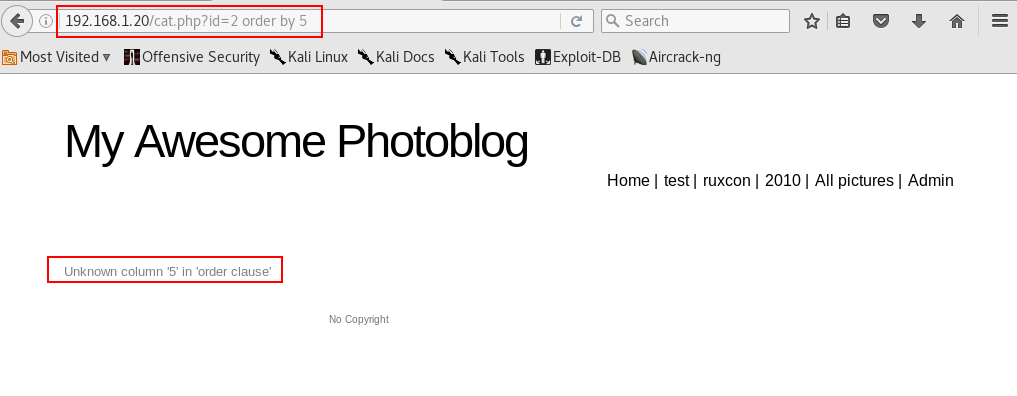 192.168.1.20/cat.php?id=2 order by 5 Search
Most Visited Offensive Security Kali Linux Kali Docs Kali Tools Exploit-DB Aircrack-ng
My Awesome Photoblog
Home | test | ruxcon | 2010 | All pictures | Admin
Unknown column '5' in 'order clause'
No Copyright